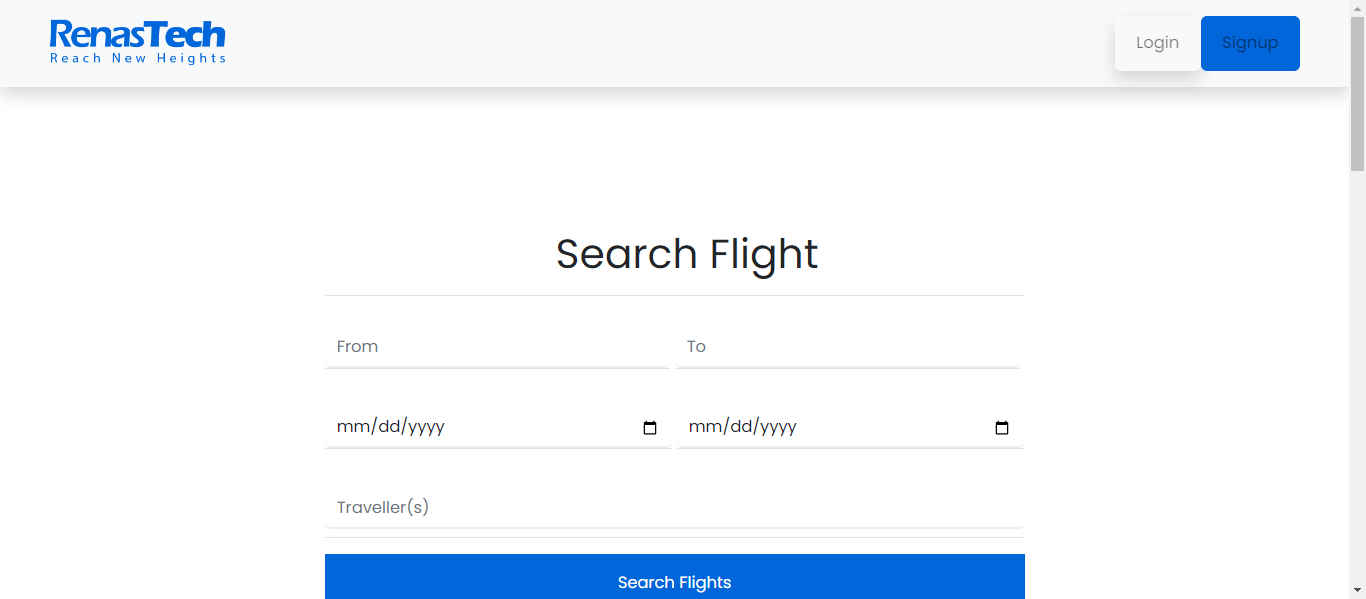 RenasTech
Reach New Heights
Login
Signup
Search Flight
From
To
mm/dd/yyyy
mm/dd/yyyy
Traveller(s)
Search Flights